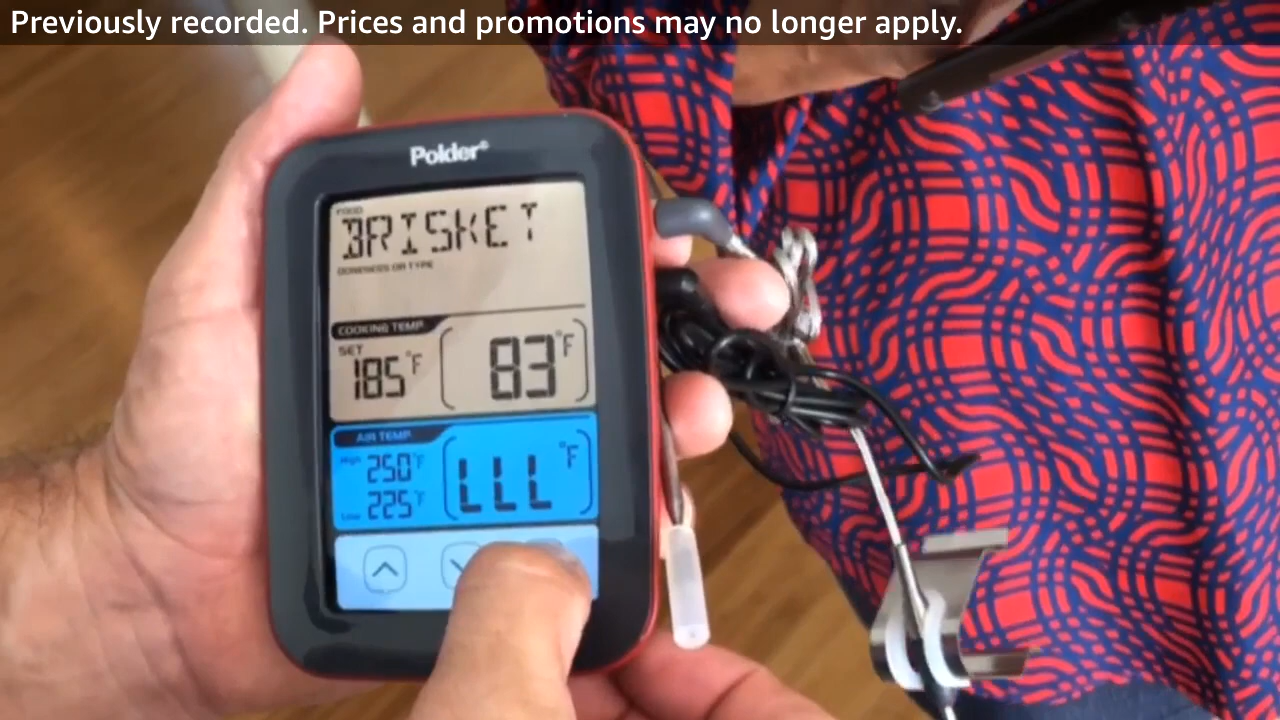 Previously recorded. Prices and promotions may no longer apply.
Polder®
FOOD
BRISKET
DONENESS OR TYPE
COOKING TEMP
SET
185°F 83°F
AIR TEMP
High 250°F
LLL °F
Low 225°F